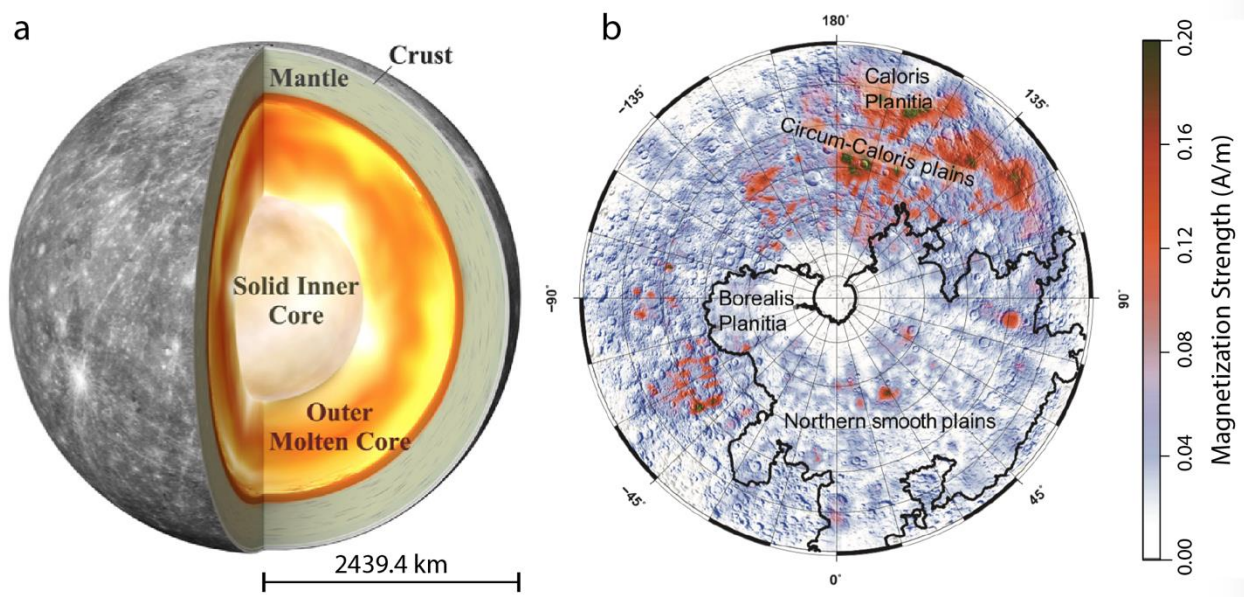 a
Crust
Mantle
Solid Inner
Core
Outer
Molten Core
2439.4 km
b
180°
-135°
135°
Caloris
Planitia
Circum-Caloris plains
-90°
90°
Borealis
Planitia
Northern smooth plains
-45°
45°
0°
0.20
0.16
0.12
0.08
0.04
0.00
Magnetization Strength (A/m)